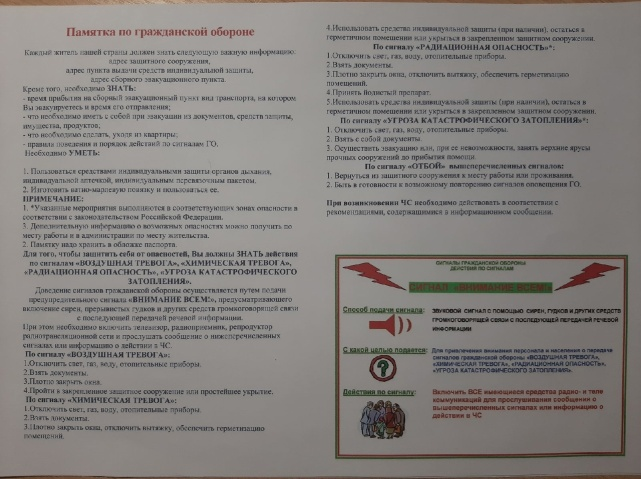 Памятка по гражданской обороне
Каждый житель нашей страны должен знать следующую важную информацию:
адрес защитного сооружения,
адрес пункта выдачи средств индивидуальной защиты,
адрес сборного эвакуационного пункта.
Кроме того, необходимо ЗНАТЬ:
- время прибытия на сборный эвакуационный пункт вид транспорта, на котором
Вы эвакуируетесь и время его отправления;
- что необходимо иметь с собой при эвакуации из документов, средств защиты,
имущества, продуктов;
- что необходимо сделать, уходя из квартиры;
- правила поведения и порядок действий по сигналам ГО.
Необходимо УМЕТЬ:
1. Пользоваться средствами индивидуальными защиты органов дыхания,
индивидуальной аптечкой, индивидуальным перевязочным пакетом.
2. Изготовить ватно-марлевую повязку и пользоваться ее.
ПРИМЕЧАНИЕ:
1. *Указанные мероприятия выполняются в соответствующих зонах опасности в
соответствии с законодательством Российской Федерации.
3. Дополнительную информацию о возможных опасностях можно получить по
месту работы и в администрации по месту жительства.
2. Памятку надо хранить в обложке паспорта.
Для того, чтобы защитить себя от опасностей, Вы должны ЗНАТЬ действия
по сигналам «ВОЗДУШНАЯ ТРЕВОГА», «ХИМИЧЕСКАЯ ТРЕВОГА»,
«РАДИАЦИОННАЯ ОПАСНОСТЬ», «УГРОЗА КАТАСТРОФИЧЕСКОГО
ЗАТОПЛЕНИЯ».
Доведение сигналов гражданской обороны осуществляется путем подачи
предупредительного сигнала «ВНИМАНИЕ ВСЕМ!», предусматривающего
включение сирен, прерывистых гудков и других средств громкоговорящей связи
с последующей передачей речевой информации.
При этом необходимо включить телевизор, радиоприемник, репродуктор
радиотрансляционной сети и прослушать сообщение о нижеперечисленных
сигналах или информацию о действиях в ЧС.
По сигналу «ВОЗДУШНАЯ ТРЕВОГА»:
1.Отключить свет, газ, воду, отопительные приборы.
2.Взять документы.
3.Плотно закрыть окна.
4.Пройти в закрепленное защитное сооружение или простейшее укрытие.
По сигналу «ХИМИЧЕСКАЯ ТРЕВОГА»:
1.Отключить свет, газ, воду, отопительные приборы.
2.Взять документы.
3.Плотно закрыть окна, отключить вытяжку, обеспечить герметизацию
помещений.
4.Использовать средства индивидуальной защиты (при наличии), остаться в
герметичном помещении или укрыться в закрепленном защитном сооружении.
По сигналу «РАДИАЦИОННАЯ ОПАСНОСТЬ»*:
1.Отключить свет, газ, воду, отопительные приборы.
2.Взять документы.
3.Плотно закрыть окна, отключить вытяжку, обеспечить герметизацию
помещений.
4.Принять йодистый препарат.
5.Использовать средства индивидуальной защиты (при наличии), остаться в
герметичном помещении или укрыться в закрепленном защитном сооружении.
По сигналу «УГРОЗА КАТАСТРОФИЧЕСКОГО ЗАТОПЛЕНИЯ»*:
1. Отключить свет, газ, воду, отопительные приборы.
2. Взять с собой документы.
3. Осуществить эвакуацию или, при ее невозможности, занять верхние ярусы
прочных сооружений до прибытия помощи.
По сигналу «ОТБОЙ» вышеперечисленных сигналов:
1. Вернуться из защитного сооружения к месту работы или проживания.
2. Быть в готовности к возможному повторению сигналов оповещения ГО.
При возникновении ЧС необходимо действовать в соответствии с
рекомендациями, содержащимися в информационном сообщении.
СИГНАЛЫ ГРАЖДАНСКОЙ ОБОРОНЫ
ДЕЙСТВИЯ ПО СИГНАЛАМ
СИГНАЛ «ВНИМАНИЕ ВСЕМ!»
Способ подачи сигнала:
ЗВУКОВОЙ СИГНАЛ С ПОМОЩЬЮ СИРЕН, ГУДКОВ И ДРУГИХ СРЕДСТВ
ГРОМКОГОВОРЯЩЕЙ СВЯЗИ С ПОСЛЕДУЮЩЕЙ ПЕРЕДАЧЕЙ РЕЧЕВОЙ
ИНФОРМАЦИИ
С какой целью подается:
Для привлечения внимания персонала и населения о передаче
сигналов гражданской обороны: «ВОЗДУШНАЯ ТРЕВОГА»,
«ХИМИЧЕСКАЯ ТРЕВОГА», «РАДИАЦИОННАЯ ОПАСНОСТЬ»,
«УГРОЗА КАТАСТРОФИЧЕСКОГО ЗАТОПЛЕНИЯ».
Действия по сигналу:
Включить ВСЕ имеющиеся средства радио- и теле
коммуникаций для прослушивания сообщения о
вышеперечисленных сигналах или информацию о
действии в ЧС